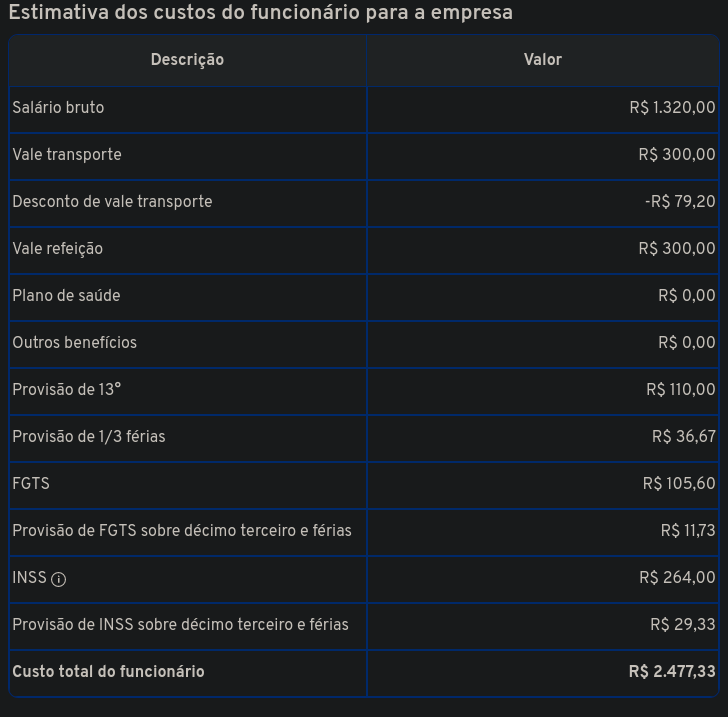 Estimativa dos custos do funcionário para a empresa
Descrição Valor
Salário bruto R$ 1.320,00
Vale transporte R$ 300,00
Desconto de vale transporte -R$ 79,20
Vale refeição R$ 300,00
Plano de saúde R$ 0,00
Outros benefícios R$ 0,00
Provisão de 13° R$ 110,00
Provisão de 1/3 férias R$ 36,67
FGTS R$ 105,60
Provisão de FGTS sobre décimo terceiro e férias R$ 11,73
INSS R$ 264,00
Provisão de INSS sobre décimo terceiro e férias R$ 29,33
Custo total do funcionário R$ 2.477,33